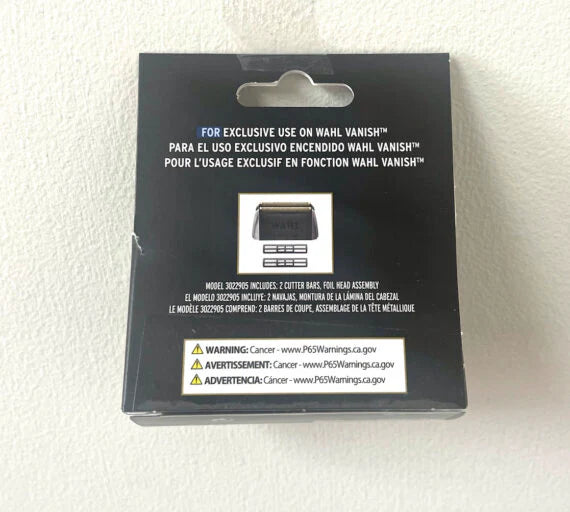 FOR EXCLUSIVE USE ON WAHL VANISH™
PARA EL USO EXCLUSIVO ENCENDIDO WAHL VANISH™
POUR L'USAGE EXCLUSIF EN FONCTION WAHL VANISH™
WAHL
MODEL 3022905 INCLUDES: 2 CUTTER BARS, FOIL HEAD ASSEMBLY
EL MODELO 3022905 INCLUYE: 2 NAVAJAS, MONTURA DE LA LÁMINA DEL CABEZAL
LE MODÈLE 3022905 COMPREND: 2 BARRES DE COUPE, ASSEMBLAGE DE LA TÊTE MÉTALLIQUE
WARNING: Cancer - www.P65Warnings.ca.gov
AVERTISSEMENT: Cancer - www.P65Warnings.ca.gov
ADVERTENCIA: Cáncer - www.P65Warnings.ca.gov